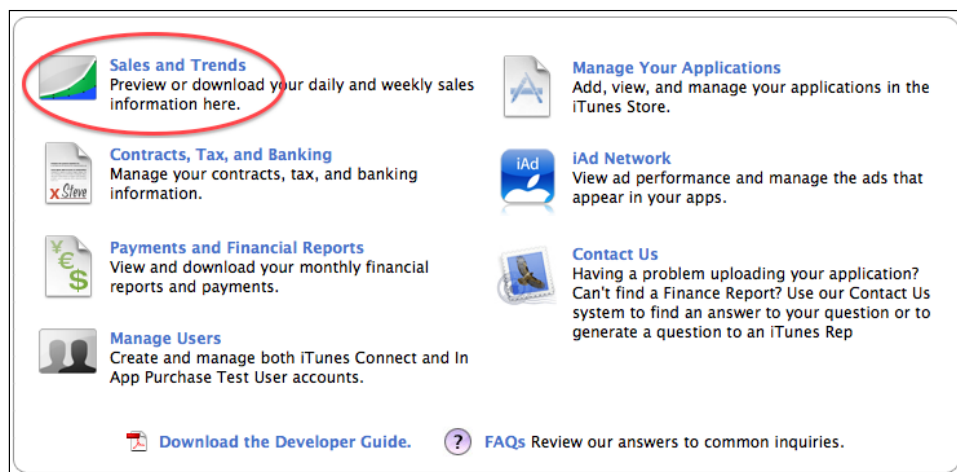 Sales and Trends
Preview or download your daily and weekly sales
information here.
Contracts, Tax, and Banking
Manage your contracts, tax, and banking
information.
X Steve
Payments and Financial Reports
View and download your monthly financial
reports and payments.
¥
€
$
Manage Users
Create and manage both iTunes Connect and In
App Purchase Test User accounts.
Manage Your Applications
Add, view, and manage your applications in the
iTunes Store.
iAd
iAd Network
View ad performance and manage the ads that
appear in your apps.
Contact Us
Having a problem uploading your application?
Can't find a Finance Report? Use our Contact Us
system to find an answer to your question or to
generate a question to an iTunes Rep
Download the Developer Guide.
? FAQs Review our answers to common inquiries.